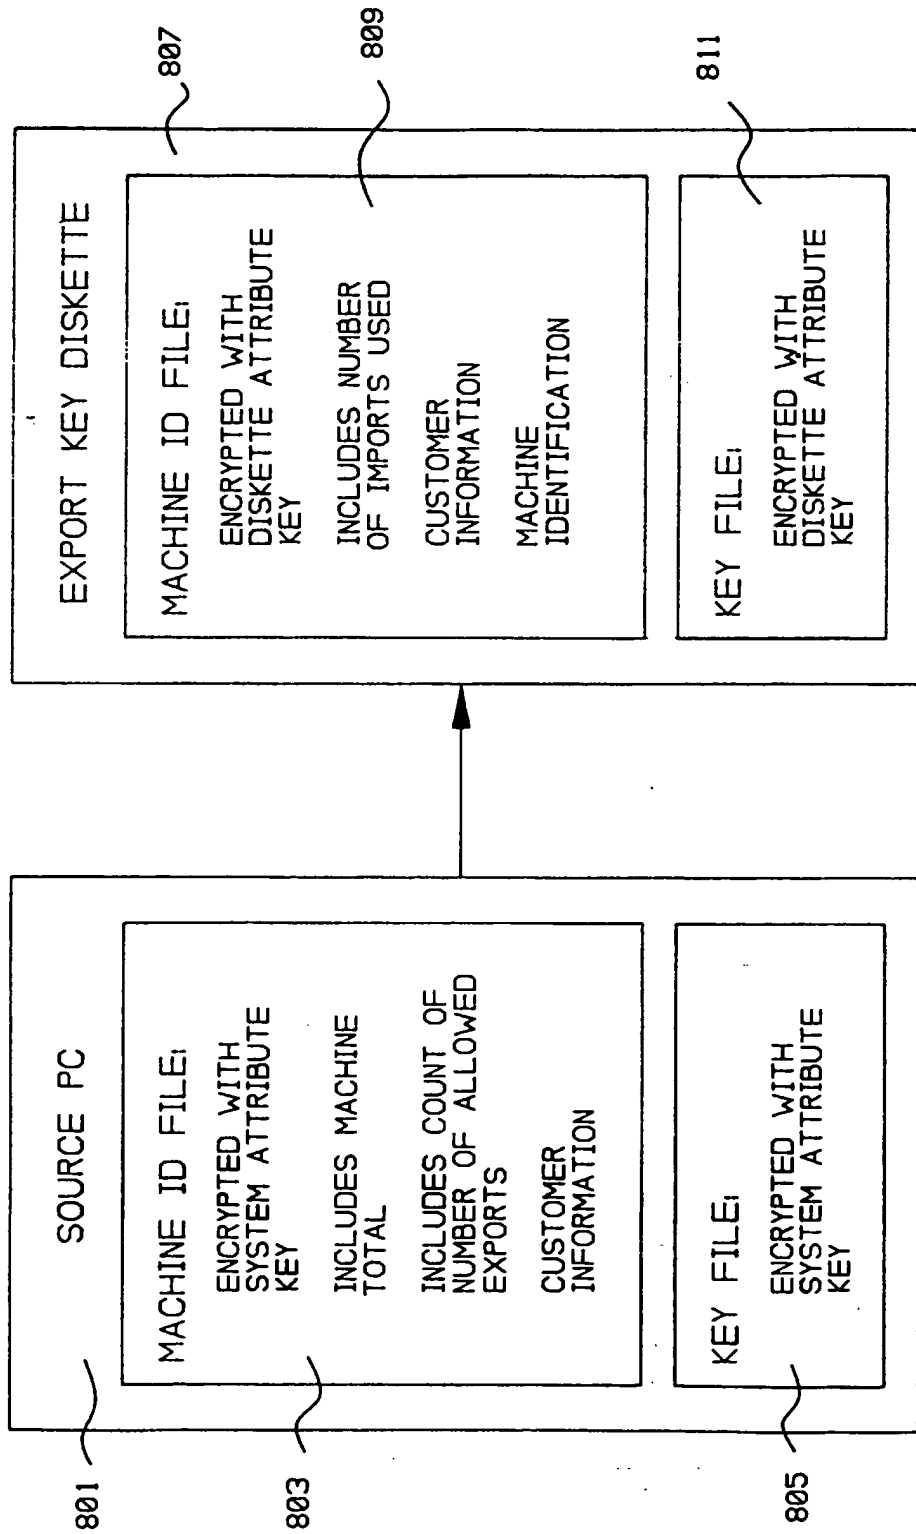 SOURCE PC
801
MACHINE ID FILE:
ENCRYPTED WITH
SYSTEM ATTRIBUTE
KEY
INCLUDES MACHINE
TOTAL
INCLUDES COUNT OF
NUMBER OF ALLOWED
EXPORTS
CUSTOMER
INFORMATION
803
KEY FILE:
ENCRYPTED WITH
SYSTEM ATTRIBUTE
KEY
805
EXPORT KEY DISKETTE
807
MACHINE ID FILE:
ENCRYPTED WITH
DISKETTE ATTRIBUTE
KEY
INCLUDES NUMBER
OF IMPORTS USED
CUSTOMER
INFORMATION
MACHINE
IDENTIFICATION
809
KEY FILE:
ENCRYPTED WITH
DISKETTE ATTRIBUTE
KEY
811